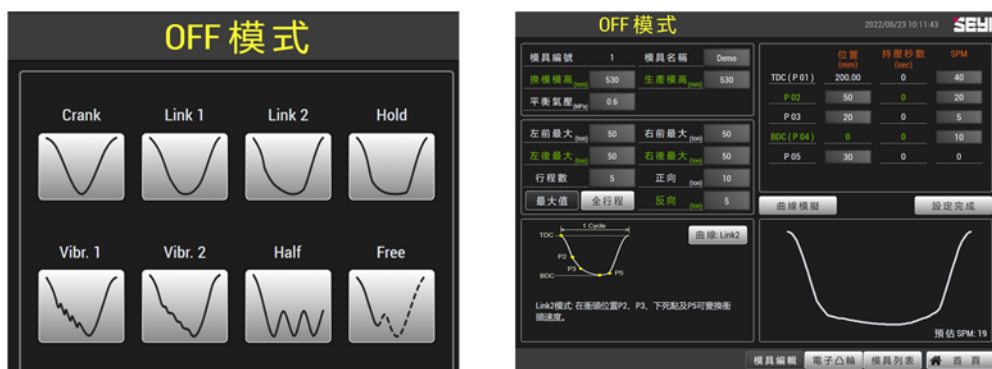 OFF 模式
Crank Link 1 Link 2 Hold
Vibr. 1 Vibr. 2 Half Free
OFF 模式 2022/06/23 10:11:43 SEYI
模具編號 1 模具名稱 Demo
換模模高 (mm) 530 生產模高 (mm) 530
平衡氣壓 (MPa) 0.6
左前最大 (ton) 50 右前最大 (ton) 50
左後最大 (ton) 50 右後最大 (ton) 50
行程數 5 正向 (ton) 10
最大值 全行程 反向 (ton) 5
1 Cycle
TDC
P2
P3
P5
BDC
曲線: Link2
Link2模式: 在衝頭位置P2、P3、下死點及P5可變換衝
頭速度。
位置 (mm) 持壓秒數 (sec) SPM
TDC ( P 01 ) 200.00 0 40
P 02 50 0 20
P 03 20 0 5
BDC ( P 04 ) 0 0 10
P 05 30 0 0
曲線模擬 設定完成
預估 SPM: 19
模具編輯 電子凸輪 模具列表 首頁